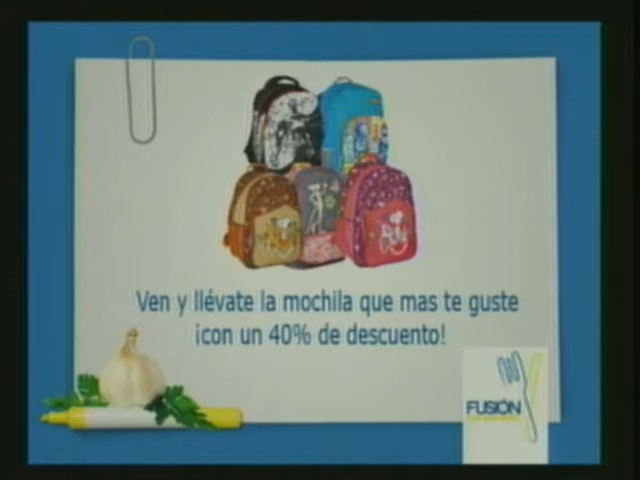 Ven y llévate la mochila que mas te guste
¡con un 40% de descuento!
FUSIÓN